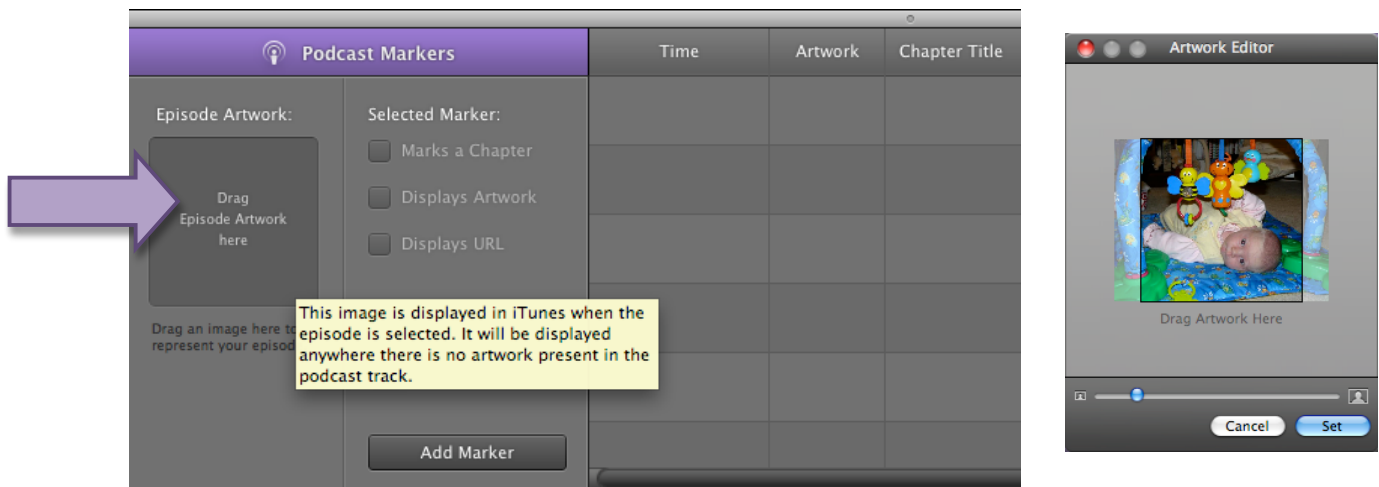 Podcast Markers
Time
Artwork
Chapter Title
Episode Artwork:
Drag
Episode Artwork
here
Drag an image here to
represent your episod
Selected Marker:
Marks a Chapter
Displays Artwork
Displays URL
This image is displayed in iTunes when the
episode is selected. It will be displayed
anywhere there is no artwork present in the
podcast track.
Add Marker
Artwork Editor
Drag Artwork Here
Cancel
Set